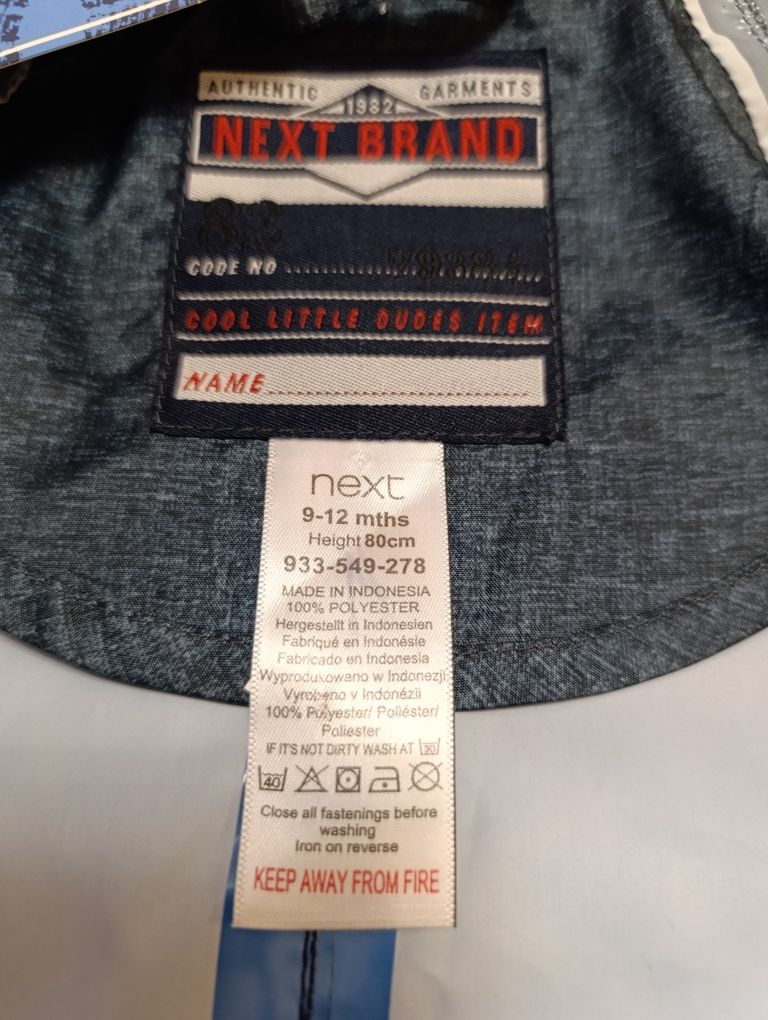 AUTHENTIC GARMENTS
1982
NEXT BRAND
82
CODE NO
COOL LITTLE DUDES ITEM
NAME
next
9-12 mths
Height 80cm
933-549-278
MADE IN INDONESIA
100% POLYESTER
Hergestellt in Indonesien
Fabriqué en Indonésie
Fabricado en Indonesia
Wyprodukowano w Indonezji
Vyrobeno v Indonézii
100% Polyester/ Poliéster/
Poliester
IF IT'S NOT DIRTY WASH AT 20
40
Close all fastenings before
washing
Iron on reverse
KEEP AWAY FROM FIRE